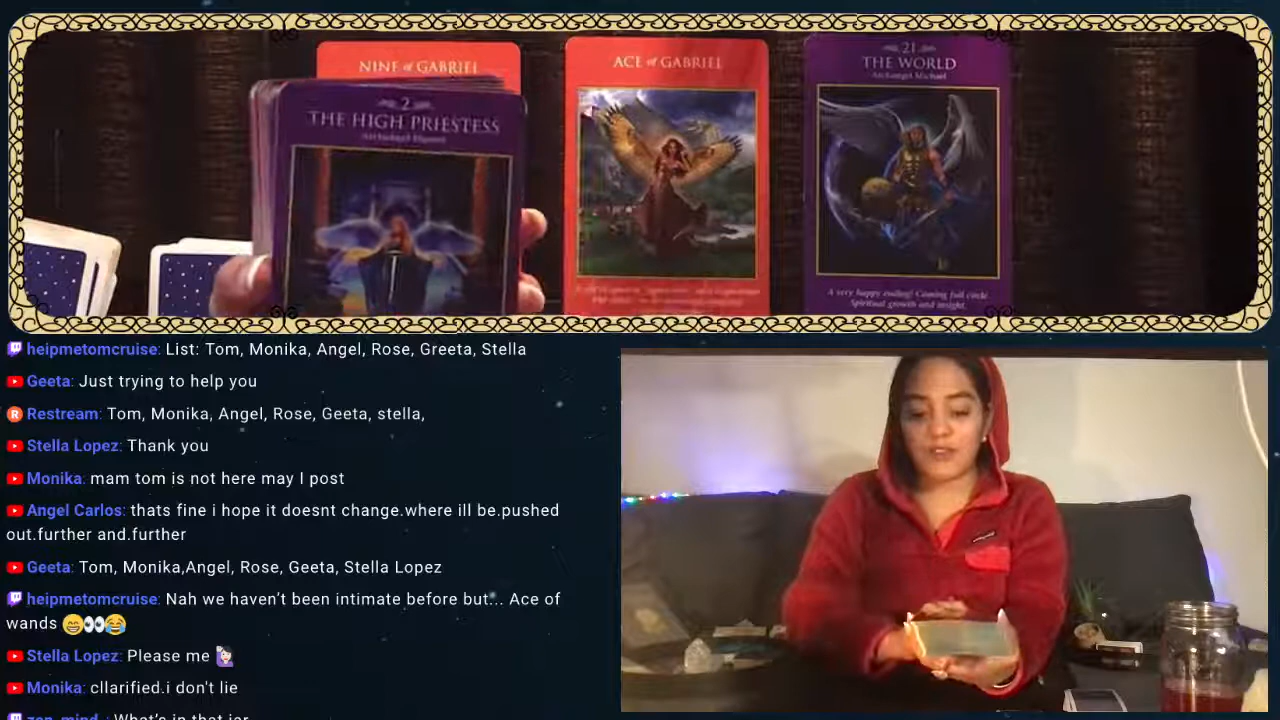 NINE of GABRIEL
2
THE HIGH PRIESTESS
ACE of GABRIEL
21
THE WORLD
Archangel Michael
A very happy ending! Coming full circle.
Spiritual growth and insight.
heipmetomcruise: List: Tom, Monika, Angel, Rose, Greeta, Stella
Geeta: Just trying to help you
R Restream: Tom, Monika, Angel, Rose, Geeta, stella,
Stella Lopez: Thank you
Monika: mam tom is not here may I post
Angel Carlos: thats fine i hope it doesnt change.where ill be.pushed
out.further and.further
Geeta: Tom, Monika,Angel, Rose, Geeta, Stella Lopez
heipmetomcruise: Nah we haven't been intimate before but... Ace of
wands 😁👀😂
Stella Lopez: Please me 🙋🏻‍♀️
Monika: cllarified.i don't lie
zen_mind_: What's in that jar